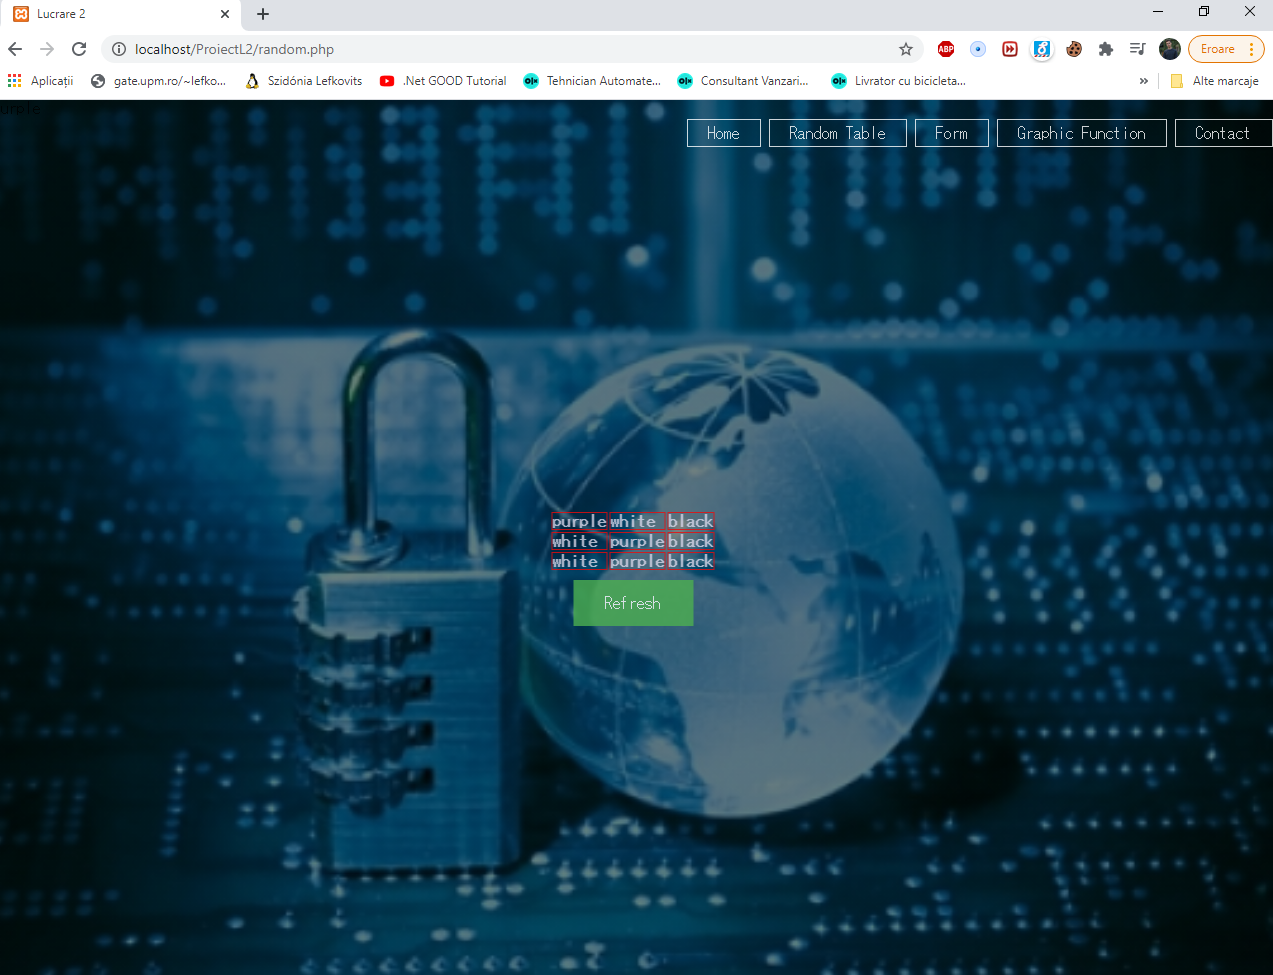 Lucrare 2
localhost/ProiectL2/random.php
ABP
Eroare
Aplicații
gate.upm.ro/~lefko...
Szidónia Lefkovits
.Net GOOD Tutorial
Tehnician Automate...
Consultant Vanzari...
Livrator cu bicicleta...
»
Alte marcaje
Home
Random Table
Form
Graphic Function
Contact
purple white black
white purple black
white purple black
Refresh